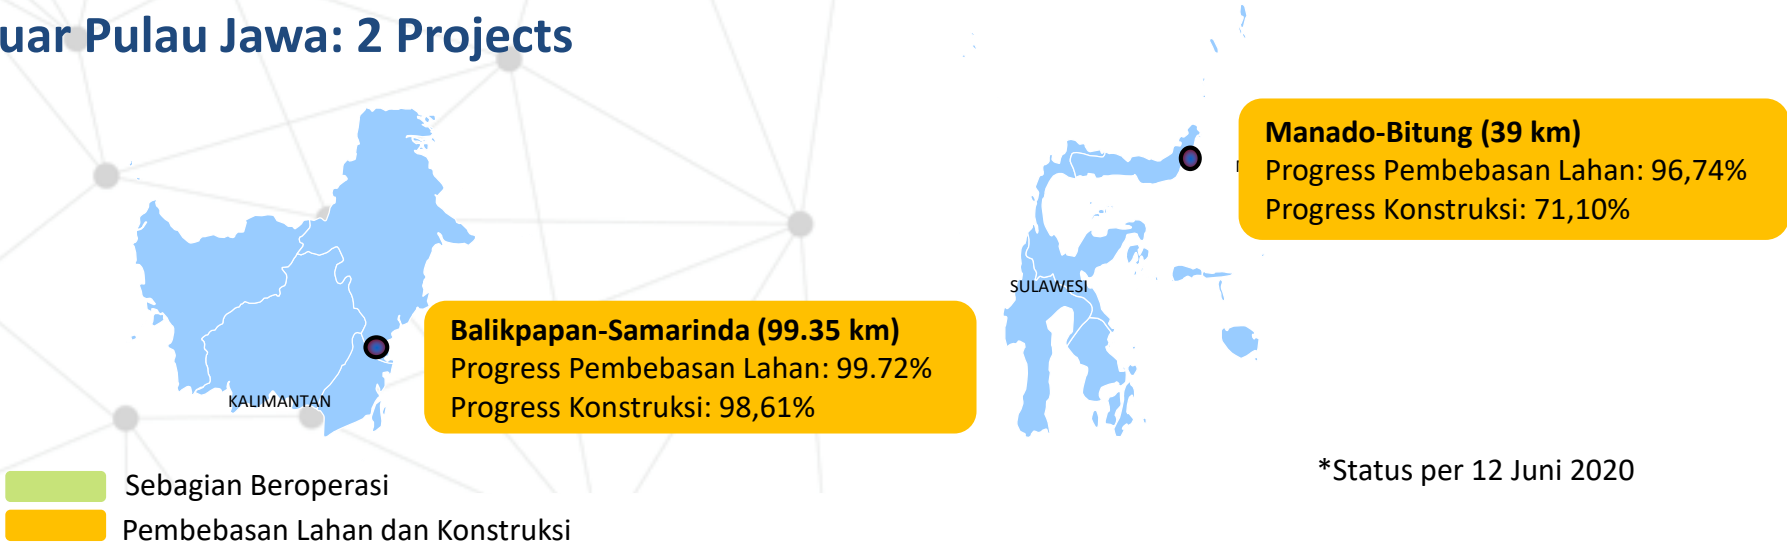 uar Pulau Jawa: 2 Projects
Manado-Bitung (39 km)
Progress Pembebasan Lahan: 96,74%
Progress Konstruksi: 71,10%
SULAWESI
Balikpapan-Samarinda (99.35 km)
Progress Pembebasan Lahan: 99.72%
Progress Konstruksi: 98,61%
KALIMANTAN
*Status per 12 Juni 2020
Sebagian Beroperasi
Pembebasan Lahan dan Konstruksi